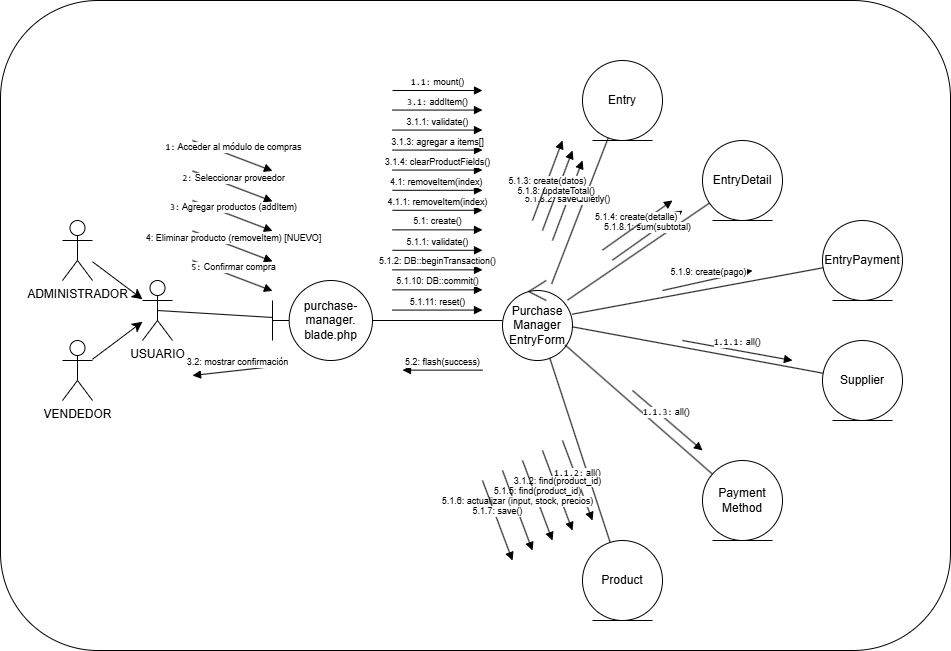 1.1: mount()
3.1: addItem()
3.1.1: validate()
3.1.3: agregar a items[]
3.1.4: clearProductFields()
4.1: removeItem(index)
4.1.1: removeItem(index)
5.1: create()
5.1.1: validate()
5.1.2: DB::beginTransaction()
5.1.10: DB::commit()
5.1.11: reset()
1: Acceder al módulo de compras
2: Seleccionar proveedor
3: Agregar productos (addItem)
4: Eliminar producto (removeItem) [NUEVO]
5: Confirmar compra
ADMINISTRADOR
USUARIO
VENDEDOR
3.2: mostrar confirmación
purchase-
manager.
blade.php
5.2: flash(success)
Purchase
Manager
EntryForm
Entry
5.1.3: create(datos)
5.1.8: updateTotal()
5.1.8.2: saveQuietly()
EntryDetail
5.1.4: create(detalle)
5.1.8.1: sum(subtotal)
EntryPayment
5.1.9: create(pago)
1.1.1: all()
Supplier
1.1.3: all()
Payment
Method
1.1.2: all()
3.1.2: find(product_id)
5.1.5: find(product_id)
5.1.6: actualizar (input, stock, precios)
5.1.7: save()
Product